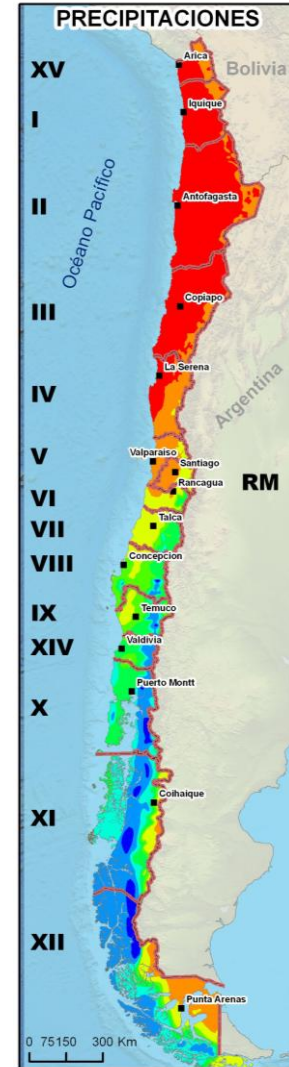 PRECIPITACIONES
XV
Arica
Bolivia
I
Iquique
II
Antofagasta
Océano Pacífico
III
Copiapo
La Serena
IV
Argentina
V
Valparaiso
Santiago
RM
VI
Rancagua
VII
Talca
VIII
Concepcion
IX
Temuco
XIV
Valdivia
X
Puerto Montt
XI
Coihaique
XII
Punta Arenas
0 75150 300 Km